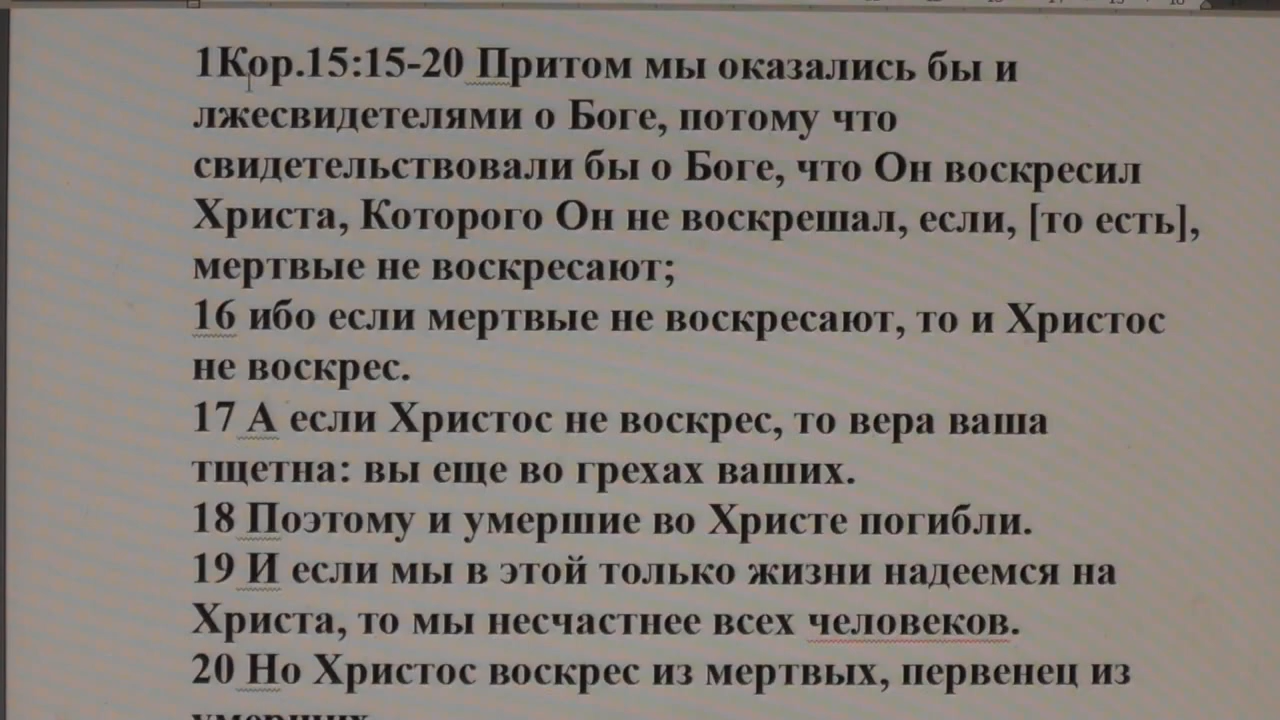 1Кор.15:15-20 Притом мы оказались бы и
лжесвидетелями о Боге, потому что
свидетельствовали бы о Боге, что Он воскресил
Христа, Которого Он не воскрешал, если, [то есть],
мертвые не воскресают;
16 ибо если мертвые не воскресают, то и Христос
не воскрес.
17 А если Христос не воскрес, то вера ваша
тщетна: вы еще во грехах ваших.
18 Поэтому и умершие во Христе погибли.
19 И если мы в этой только жизни надеемся на
Христа, то мы несчастнее всех человеков.
20 Но Христос воскрес из мертвых, первенец из